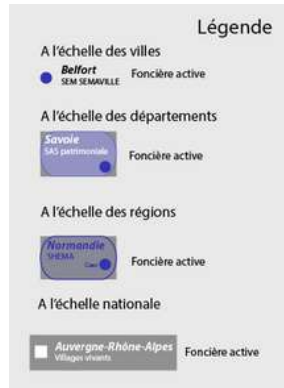 Légende
A l'échelle des villes
Belfort
SEM SEMAVILLE
Foncière active
A l'échelle des départements
Savoie
SAS patrimoniale
Foncière active
A l'échelle des régions
Normandie
SHEMA
Caen
Foncière active
A l'échelle nationale
Auvergne-Rhône-Alpes
Villages vivants
Foncière active